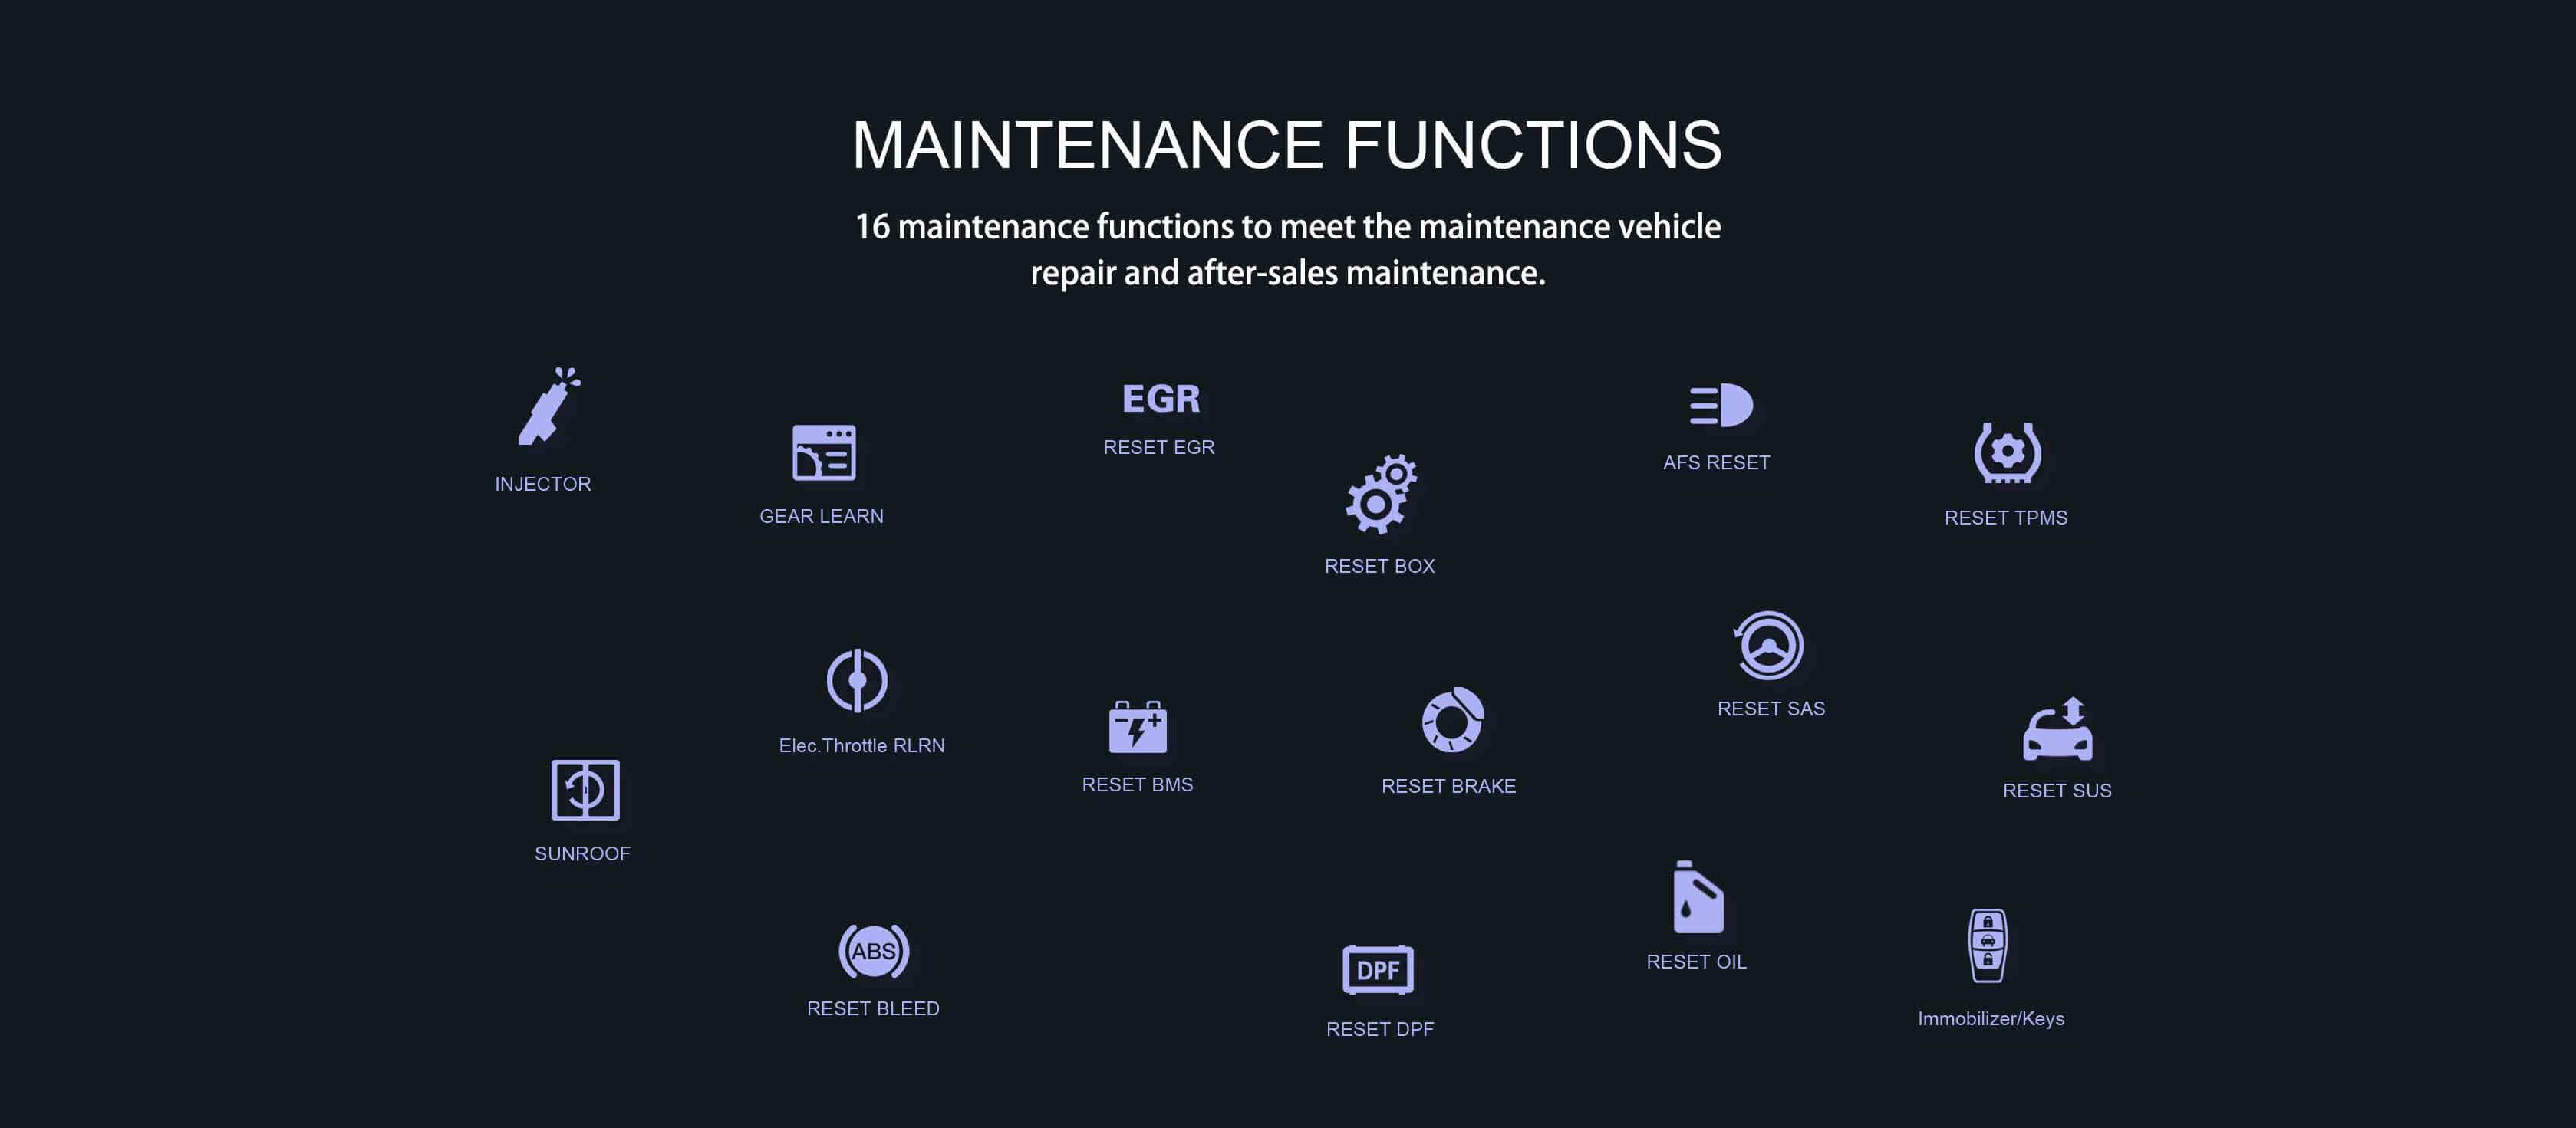 MAINTENANCE FUNCTIONS
16 maintenance functions to meet the maintenance vehicle
repair and after-sales maintenance.
INJECTOR
GEAR LEARN
EGR
RESET EGR
RESET BOX
AFS RESET
RESET TPMS
SUNROOF
Elec.Throttle RLRN
RESET BMS
RESET BRAKE
RESET SAS
RESET SUS
ABS
RESET BLEED
DPF
RESET DPF
RESET OIL
Immobilizer/Keys